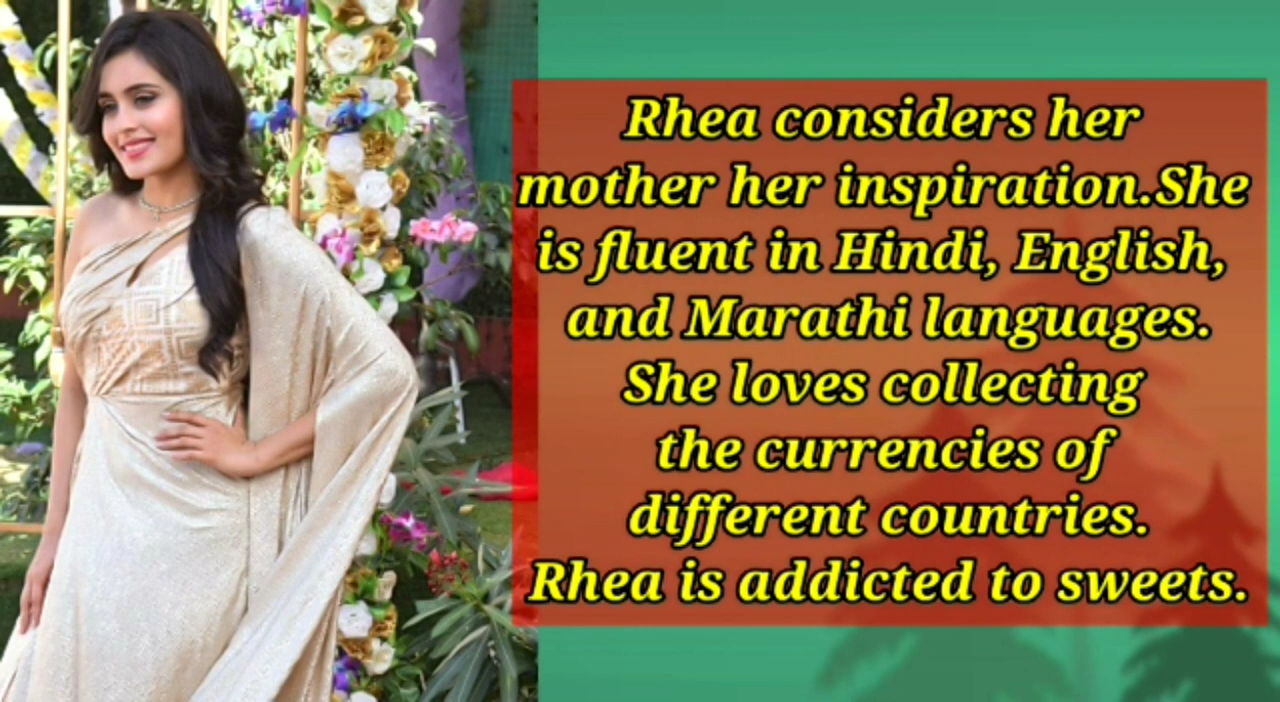 Rhea considers her
mother her inspiration.She
is fluent in Hindi, English,
and Marathi languages.
She loves collecting
the currencies of
different countries.
Rhea is addicted to sweets.